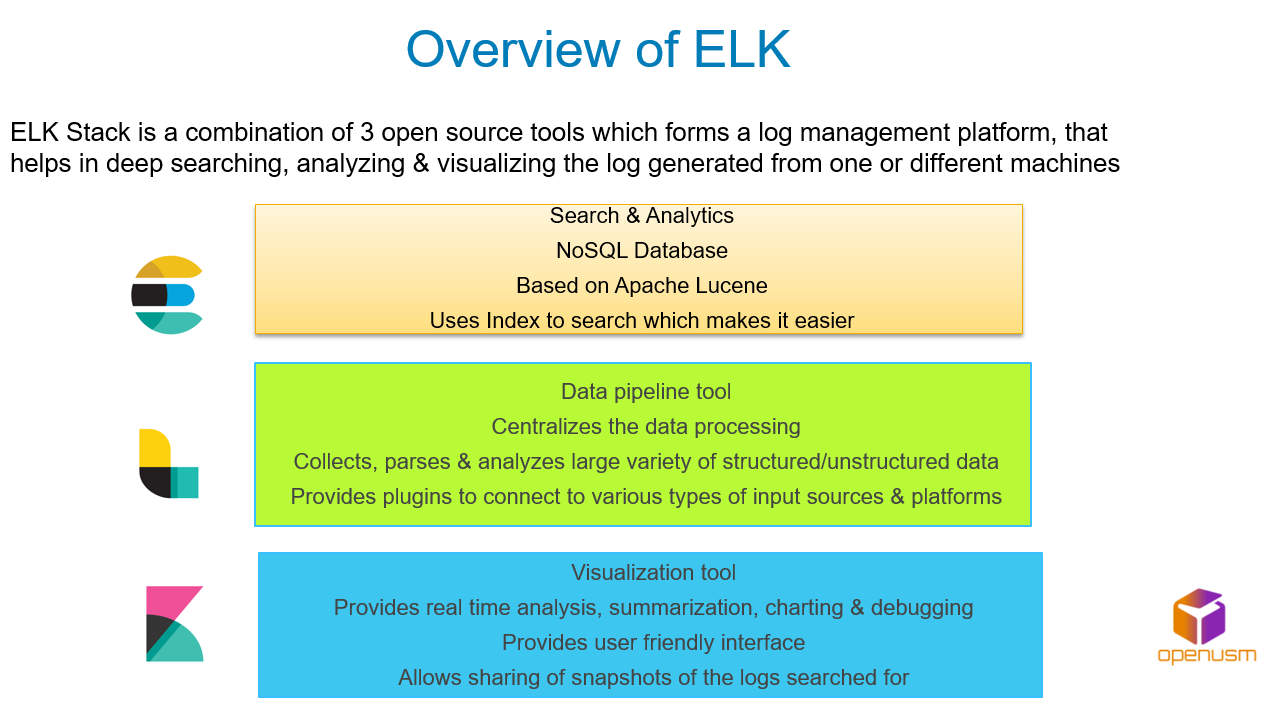 Overview of ELK
ELK Stack is a combination of 3 open source tools which forms a log management platform, that
helps in deep searching, analyzing & visualizing the log generated from one or different machines
Search & Analytics
NoSQL Database
Based on Apache Lucene
Uses Index to search which makes it easier
Data pipeline tool
Centralizes the data processing
Collects, parses & analyzes large variety of structured/unstructured data
Provides plugins to connect to various types of input sources & platforms
Visualization tool
Provides real time analysis, summarization, charting & debugging
Provides user friendly interface
Allows sharing of snapshots of the logs searched for
openusm